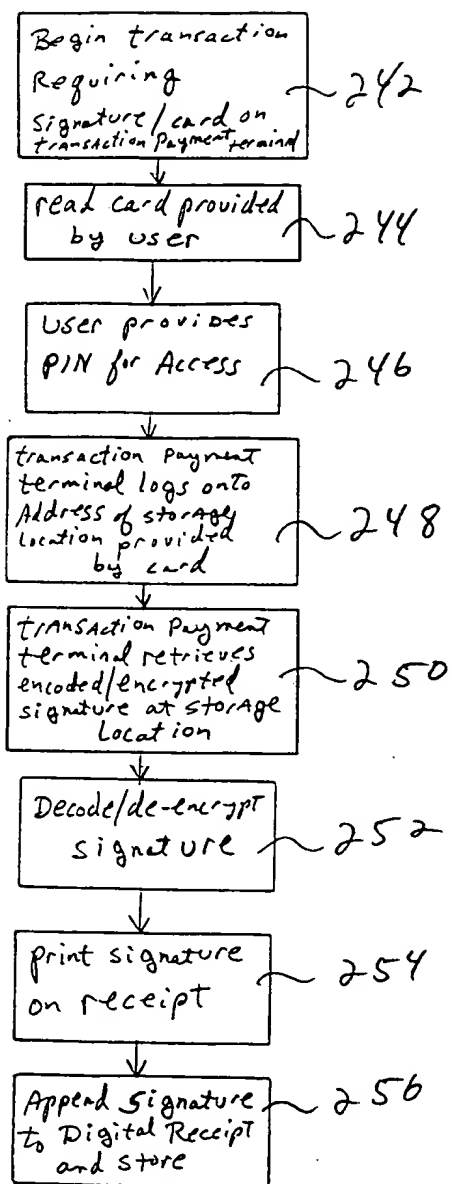 Begin transaction
Requiring
Signature/card on
transaction Payment terminal
242
read card provided
by user
244
user provides
PIN for Access
246
transaction Payment
terminal logs onto
Address of storage
Location provided
by card
248
transaction Payment
terminal retrieves
encoded/encrypted
signature at storage
Location
250
Decode/de-encrypt
signature
252
print signature
on receipt
254
Append Signature
to Digital Receipt
and store
256